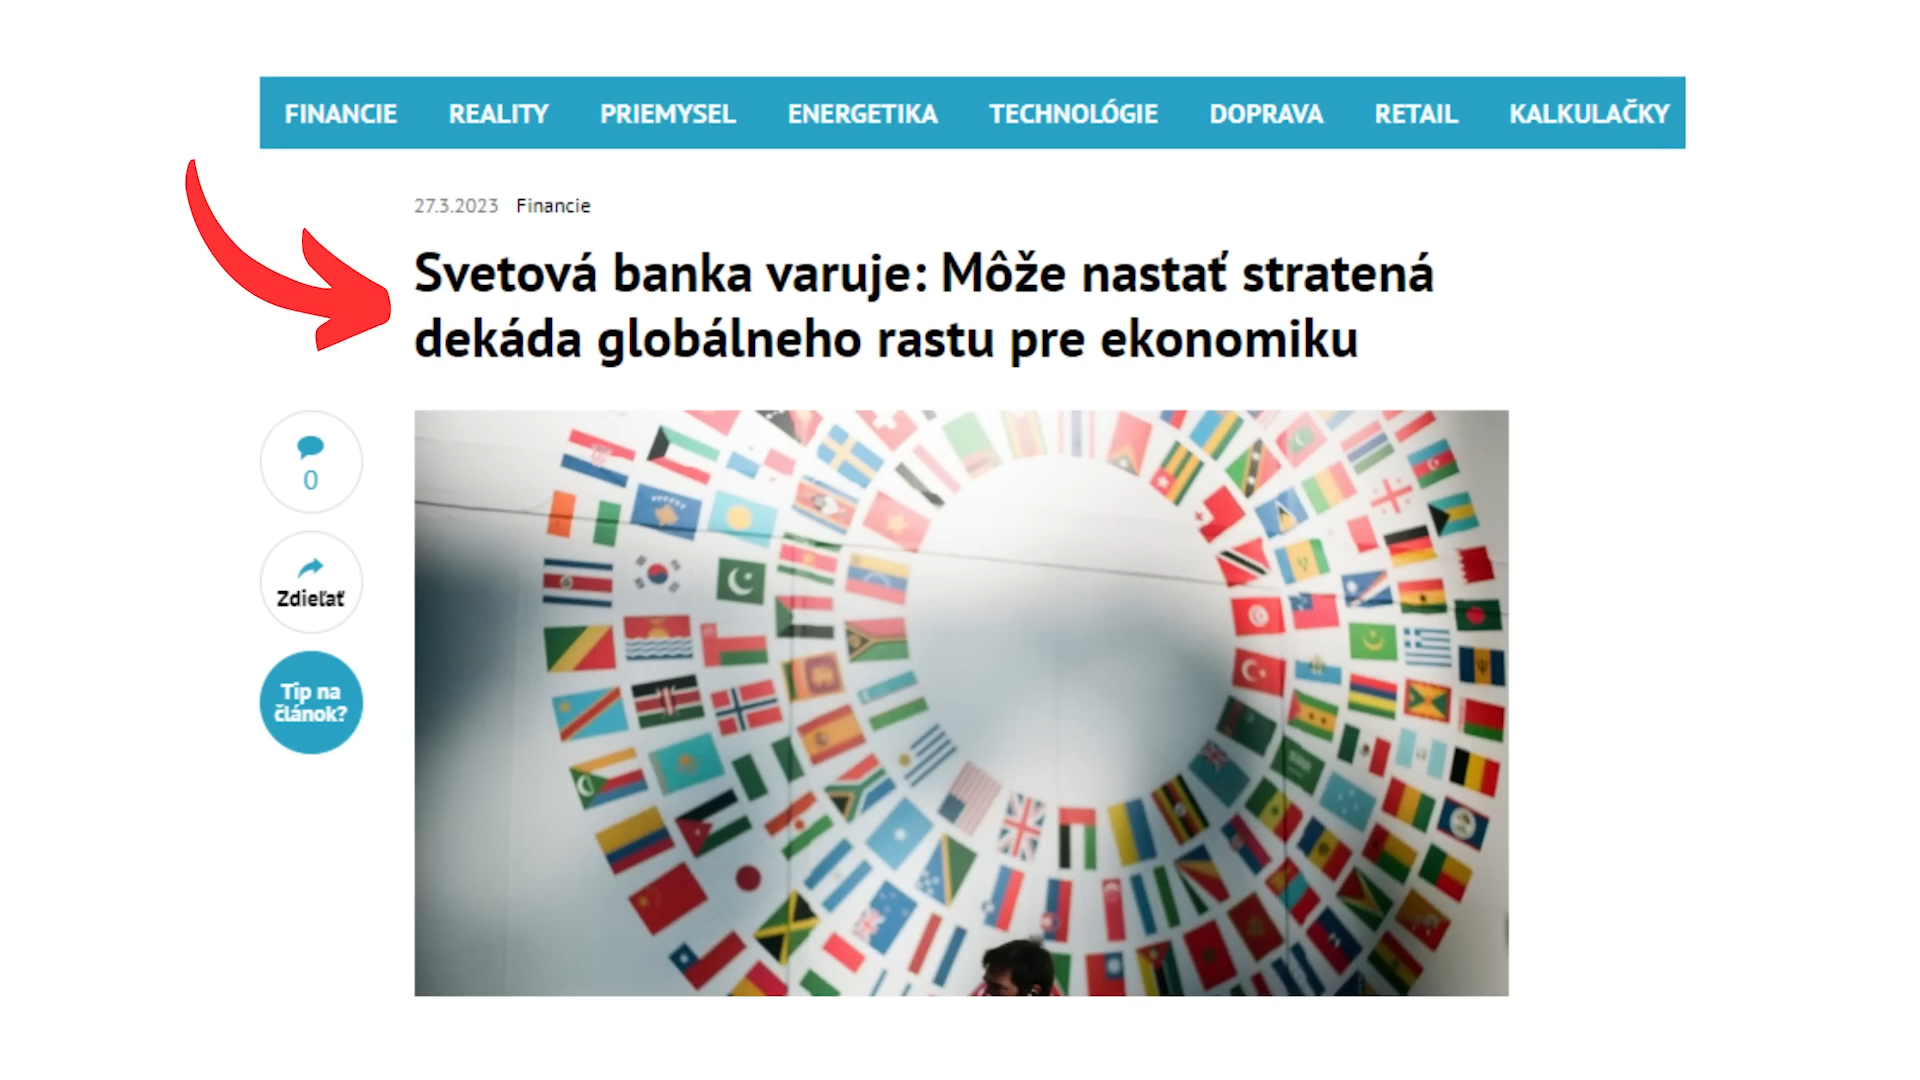 FINANCIE REALITY PRIEMYSEL ENERGETIKA TECHNOLÓGIE DOPRAVA RETAIL KALKULAČKY
27.3.2023 Financie
Svetová banka varuje: Môže nastať stratená
dekáda globálneho rastu pre ekonomiku
0
Zdieľať
Tip na
článok?